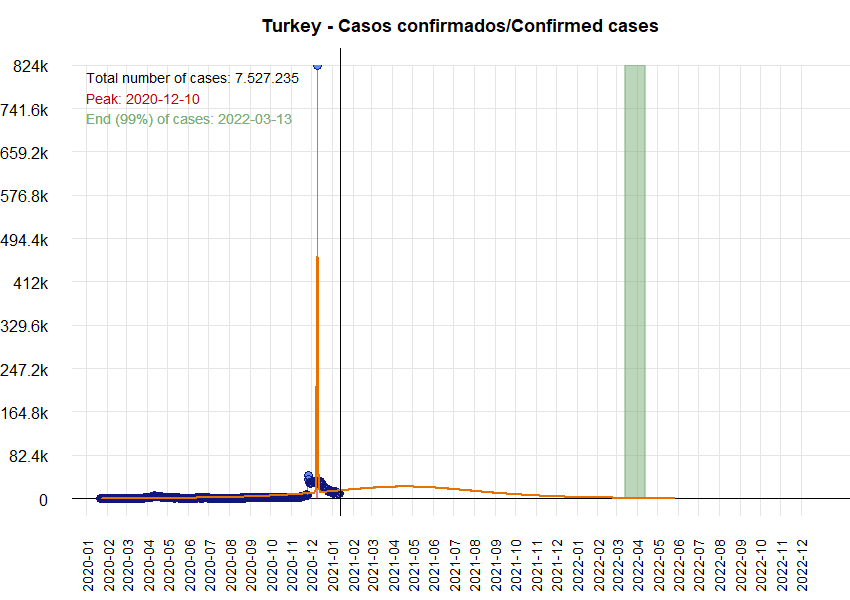 Turkey - Casos confirmados/Confirmed cases
824k
741.6k
659.2k
576.8k
494.4k
412k
329.6k
247.2k
164.8k
82.4k
0
Total number of cases: 7.527.235
Peak: 2020-12-10
End (99%) of cases: 2022-03-13
2020-01
2020-02
2020-03
2020-04
2020-05
2020-06
2020-07
2020-08
2020-09
2020-10
2020-11
2020-12
2021-01
2021-02
2021-03
2021-04
2021-05
2021-06
2021-07
2021-08
2021-09
2021-10
2021-11
2021-12
2022-01
2022-02
2022-03
2022-04
2022-05
2022-06
2022-07
2022-08
2022-09
2022-10
2022-11
2022-12